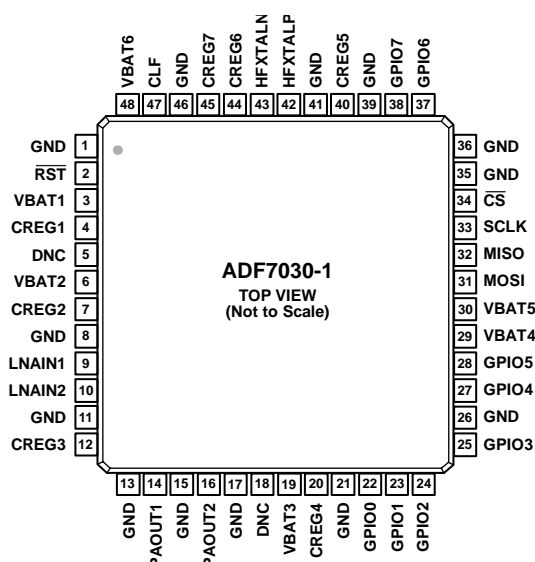 VBAT6
CLF
GND
CREG7
CREG6
HFXTALN
HFXTALP
GND
CREG5
GND
GPIO7
GPIO6
48 47 46 45 44 43 42 41 40 39 38 37
GND 1
RST 2
VBAT1 3
CREG1 4
DNC 5
VBAT2 6
CREG2 7
GND 8
LNAIN1 9
LNAIN2 10
GND 11
CREG3 12
ADF7030-1
TOP VIEW
(Not to Scale)
36 GND
35 GND
34 CS
33 SCLK
32 MISO
31 MOSI
30 VBAT5
29 VBAT4
28 GPIO5
27 GPIO4
26 GND
25 GPIO3
13 14 15 16 17 18 19 20 21 22 23 24
GND
PAOUT1
GND
PAOUT2
GND
DNC
VBAT3
CREG4
GND
GPIO0
GPIO1
GPIO2